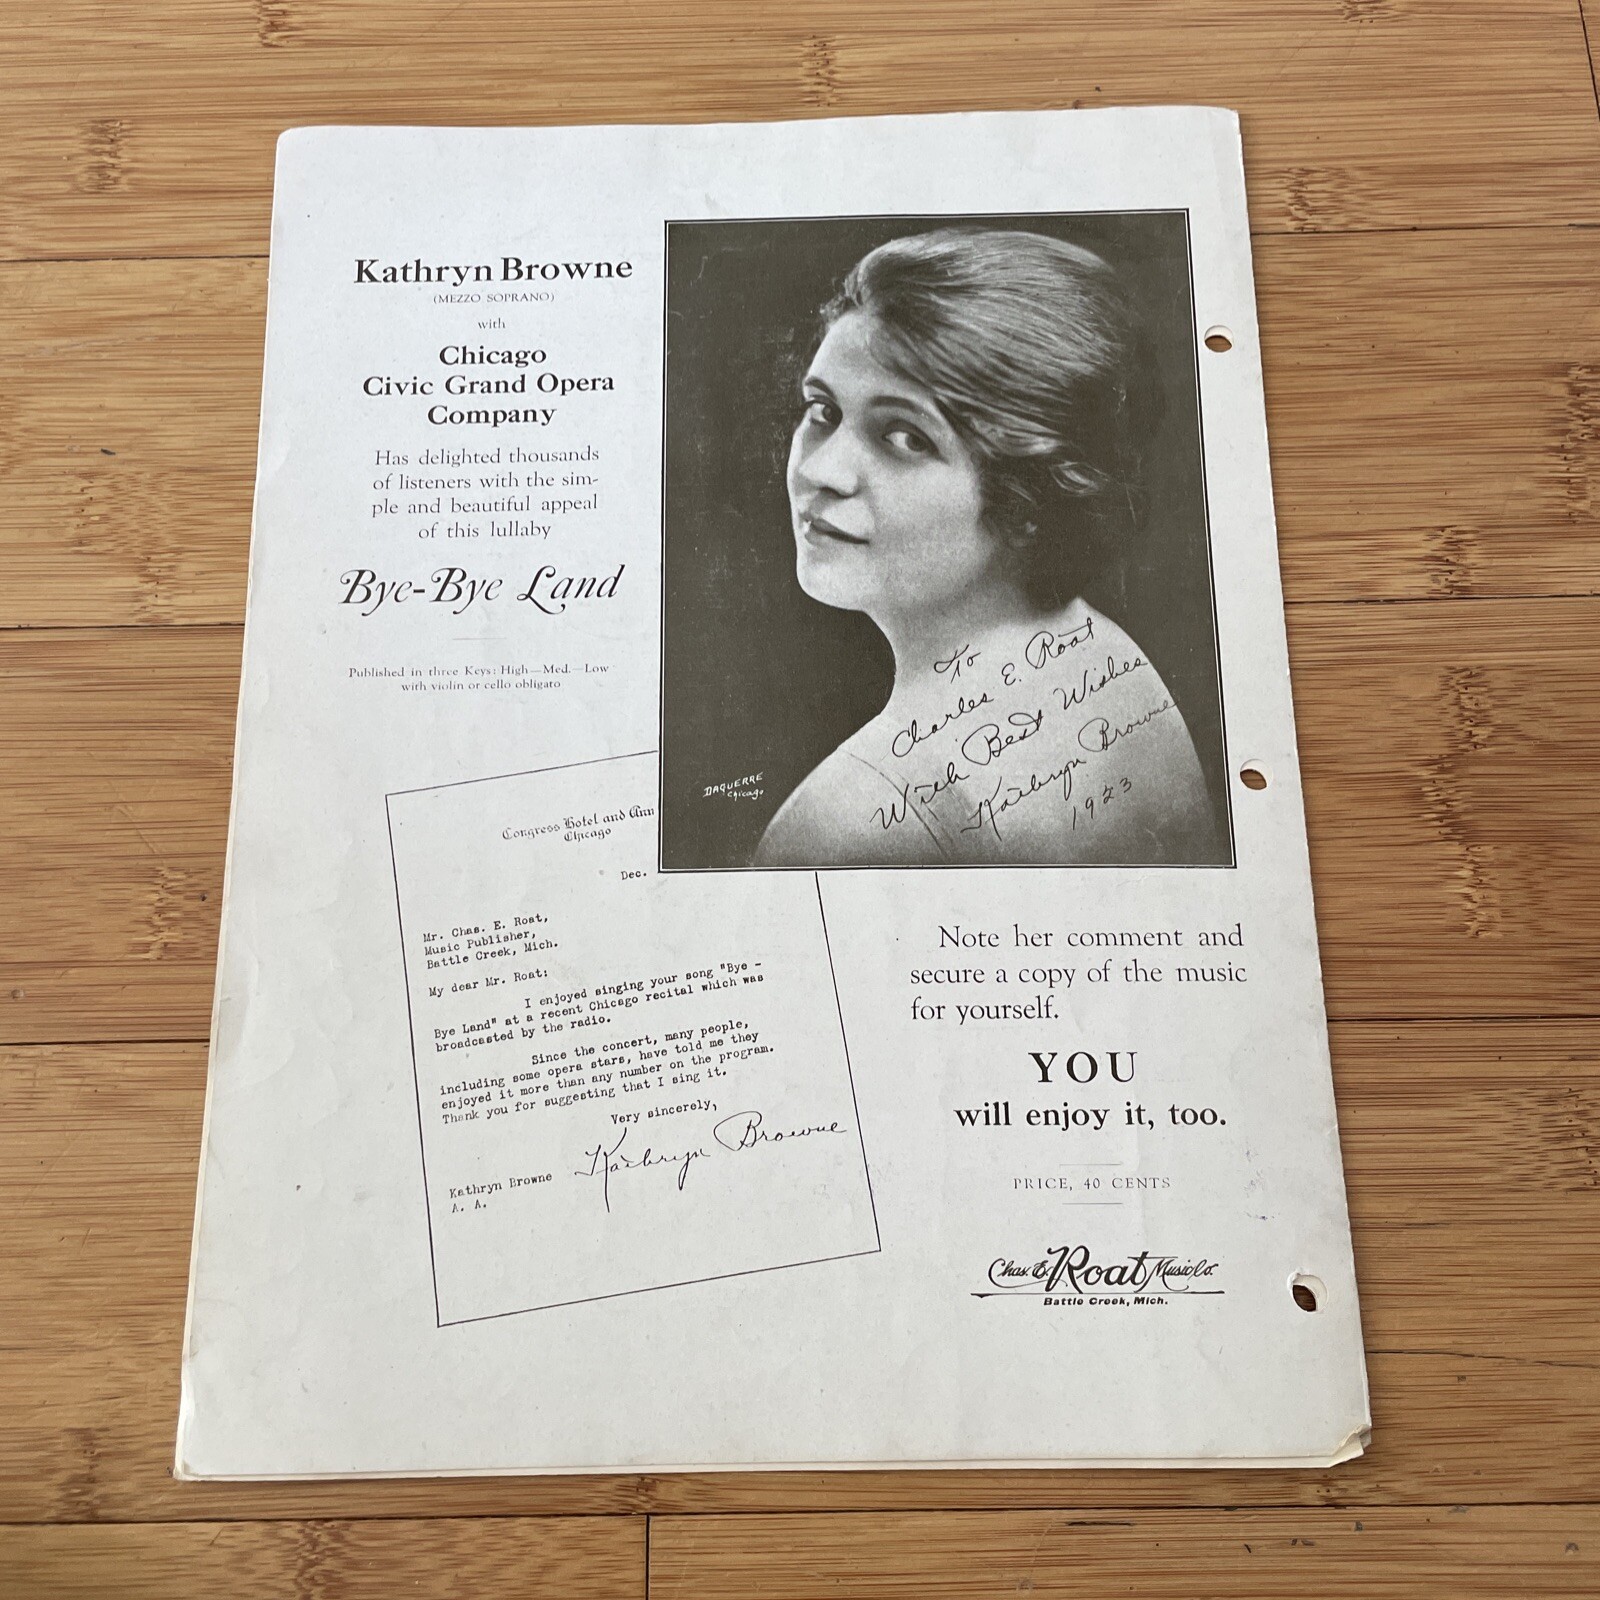 Kathryn Browne
(MEZZO SOPRANO)
with
Chicago
Civic Grand Opera
Company
Has delighted thousands
of listeners with the sim-
ple and beautiful appeal
of this lullaby
Bye-Bye Land
Published in three Keys: High—Med.—Low
with violin or cello obligato
To
Charles E. Roat
With Best Wishes
Kathryn Browne
1923
DAGUERRE
Chicago
Congress Hotel and Ann
Chicago
Dec.
Mr. Chas. E. Roat,
Music Publisher,
Battle Creek, Mich.
My dear Mr. Roat:
I enjoyed singing your song "Bye -
Bye Land" at a recent Chicago recital which was
broadcasted by the radio.
Since the concert, many people,
including some opera stars, have told me they
enjoyed it more than any number on the program.
Thank you for suggesting that I sing it.
Very sincerely,
Kathryn Browne
Kathryn Browne
A. A.
Note her comment and
secure a copy of the music
for yourself.
YOU
will enjoy it, too.
PRICE, 40 CENTS
Chas. E. Roat Music Co.
Battle Creek, Mich.